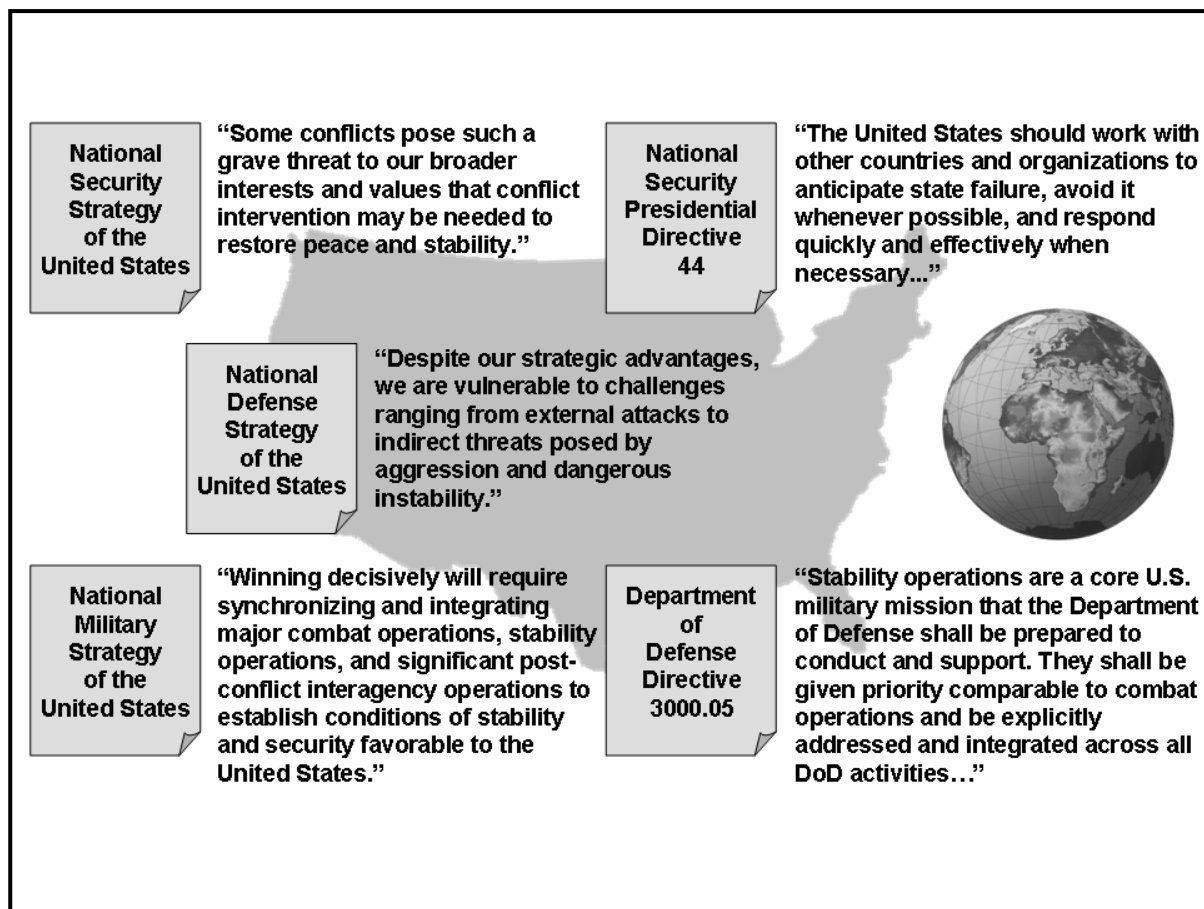 National
Security
Strategy
of the
United States
“Some conflicts pose such a
grave threat to our broader
interests and values that conflict
intervention may be needed to
restore peace and stability.”
National
Security
Presidential
Directive
44
“The United States should work with
other countries and organizations to
anticipate state failure, avoid it
whenever possible, and respond
quickly and effectively when
necessary...”
National
Defense
Strategy
of the
United States
“Despite our strategic advantages,
we are vulnerable to challenges
ranging from external attacks to
indirect threats posed by
aggression and dangerous
instability.”
National
Military
Strategy
of the
United States
“Winning decisively will require
synchronizing and integrating
major combat operations, stability
operations, and significant post-
conflict interagency operations to
establish conditions of stability
and security favorable to the
United States.”
Department
of
Defense
Directive
3000.05
“Stability operations are a core U.S.
military mission that the Department
of Defense shall be prepared to
conduct and support. They shall be
given priority comparable to combat
operations and be explicitly
addressed and integrated across all
DoD activities…”